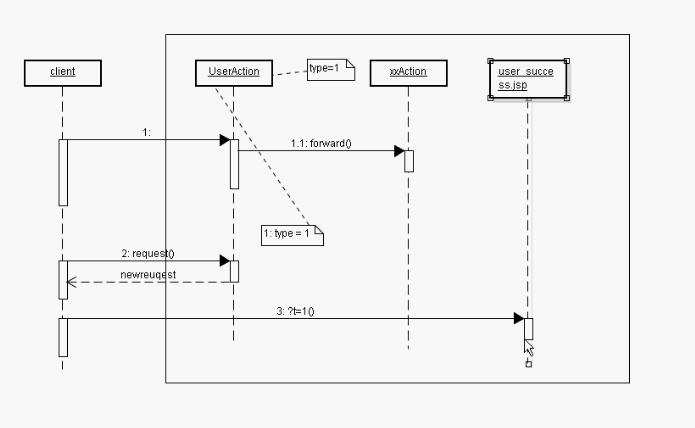 client
UserAction
type=1
xxAction
user_succe
ss.jsp
1:
1.1: forward()
1: type = 1
2: request()
newreuqest
3: ?t=1()